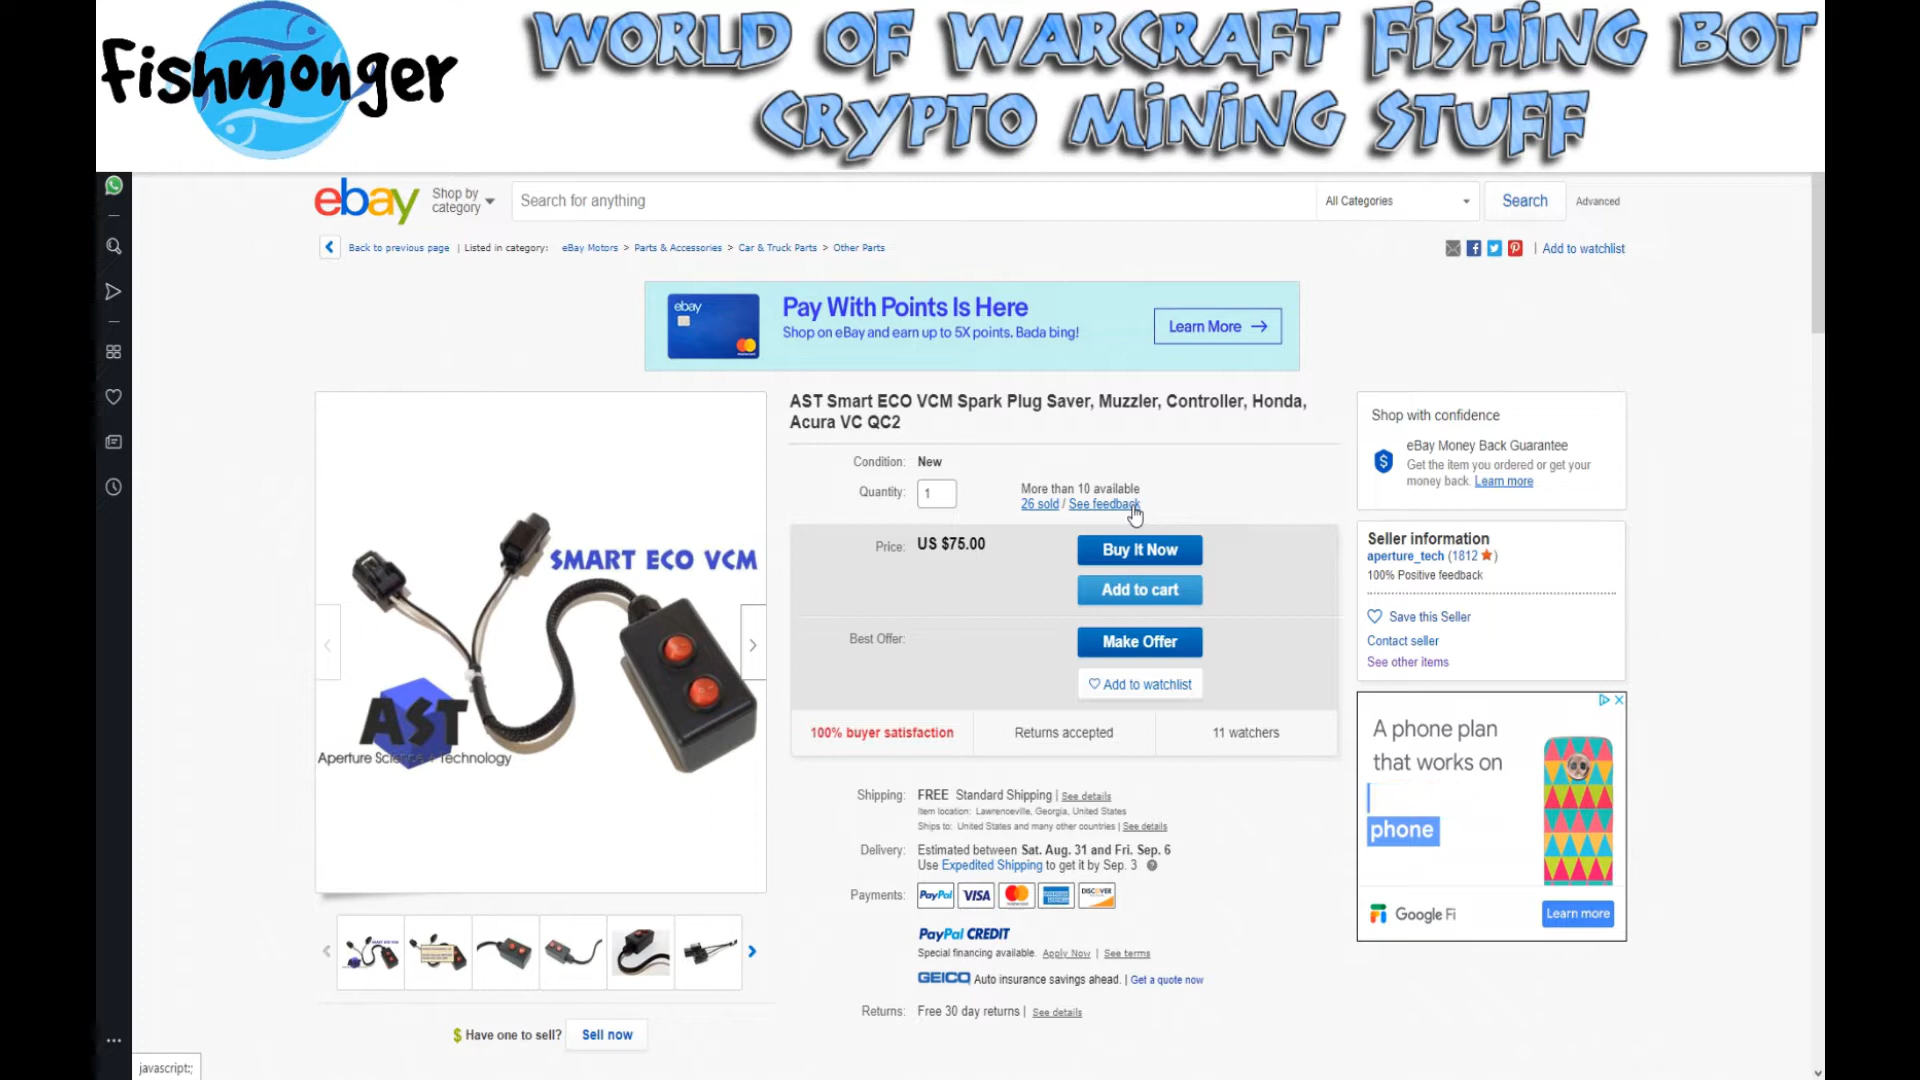 Fishmonger
WORLD OF WARCRAFT FISHING BOT
CRYPTO MINING STUFF
ebay
Shop by
category
Search for anything
All Categories
Search
Advanced
Back to previous page | Listed in category: eBay Motors > Parts & Accessories > Car & Truck Parts > Other Parts
| Add to watchlist
ebay
Pay With Points Is Here
Shop on eBay and earn up to 5X points. Bada bing!
Learn More →
AST Smart ECO VCM Spark Plug Saver, Muzzler, Controller, Honda,
Acura VC QC2
Condition: New
Quantity: 1
More than 10 available
26 sold / See feedback
Price: US $75.00
Buy It Now
Add to cart
Best Offer:
Make Offer
Add to watchlist
100% buyer satisfaction
Returns accepted
11 watchers
SMART ECO VCM
AST
Aperture Science + Technology
Shipping: FREE Standard Shipping | See details
Item location: Lawrenceville, Georgia, United States
Ships to: United States and many other countries | See details
Delivery: Estimated between Sat. Aug. 31 and Fri. Sep. 6
Use Expedited Shipping to get it by Sep. 3
Payments: PayPal VISA DISCOVER
PayPal CREDIT
Special financing available. Apply Now | See terms
GEICO Auto insurance savings ahead. | Get a quote now
Returns: Free 30 day returns | See details
$ Have one to sell? Sell now
Shop with confidence
eBay Money Back Guarantee
Get the item you ordered or get your
money back. Learn more
Seller information
aperture_tech (1812 )
100% Positive feedback
Save this Seller
Contact seller
See other items
A phone plan
that works on
phone
Google Fi
Learn more
javascript:;